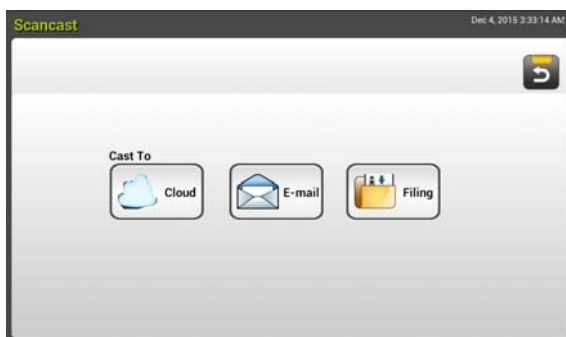 Scancast
Dec 4, 2015 3:33:14 AM
Cast To
Cloud
E-mail
Filing